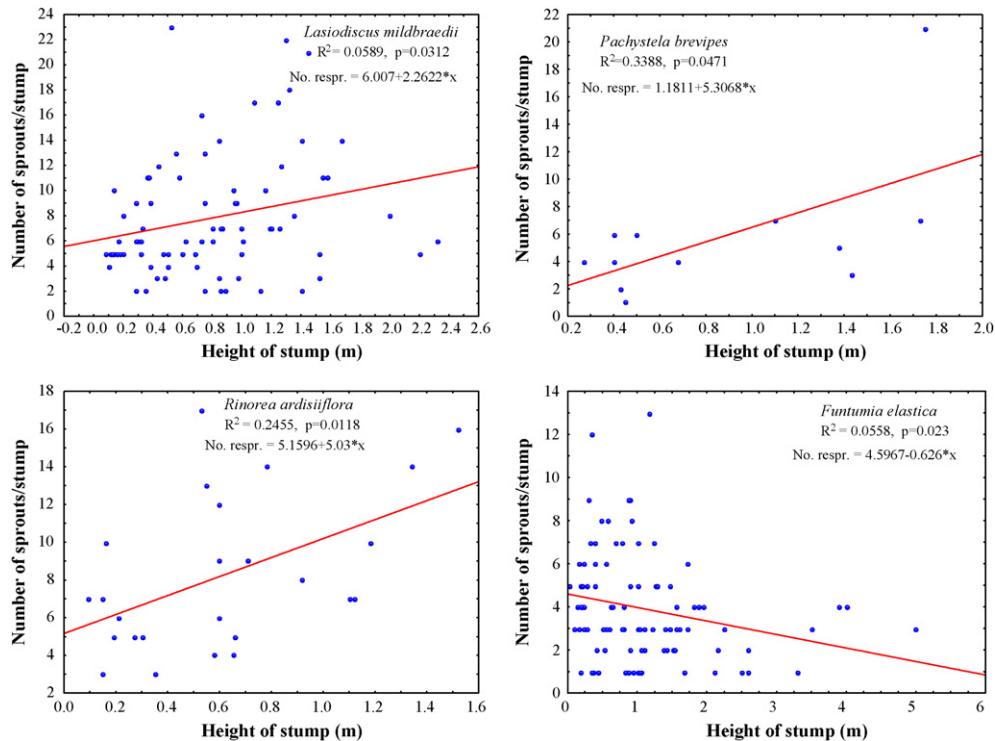 Lasiodiscus mildbraedii
R²= 0.0589, p=0.0312
No. respr. = 6.007+2.2622*x
Number of sprouts/stump
24
22
20
18
16
14
12
10
8
6
4
2
0
-0.2 0.0 0.2 0.4 0.6 0.8 1.0 1.2 1.4 1.6 1.8 2.0 2.2 2.4 2.6
Height of stump (m)
Pachystela brevipes
R²=0.3388, p=0.0471
No. respr. = 1.1811+5.3068*x
Number of sprouts/stump
22
20
18
16
14
12
10
8
6
4
2
0
0.2 0.4 0.6 0.8 1.0 1.2 1.4 1.6 1.8 2.0
Height of stump (m)
Rinorea ardisiiflora
R² = 0.2455, p=0.0118
No. respr. = 5.1596+5.03*x
Number of sprouts/stump
18
16
14
12
10
8
6
4
2
0.0 0.2 0.4 0.6 0.8 1.0 1.2 1.4 1.6
Height of stump (m)
Funtumia elastica
R² = 0.0558, p=0.023
No. respr. = 4.5967-0.626*x
Number of sprouts/stump
14
12
10
8
6
4
2
0
0 1 2 3 4 5 6
Height of stump (m)